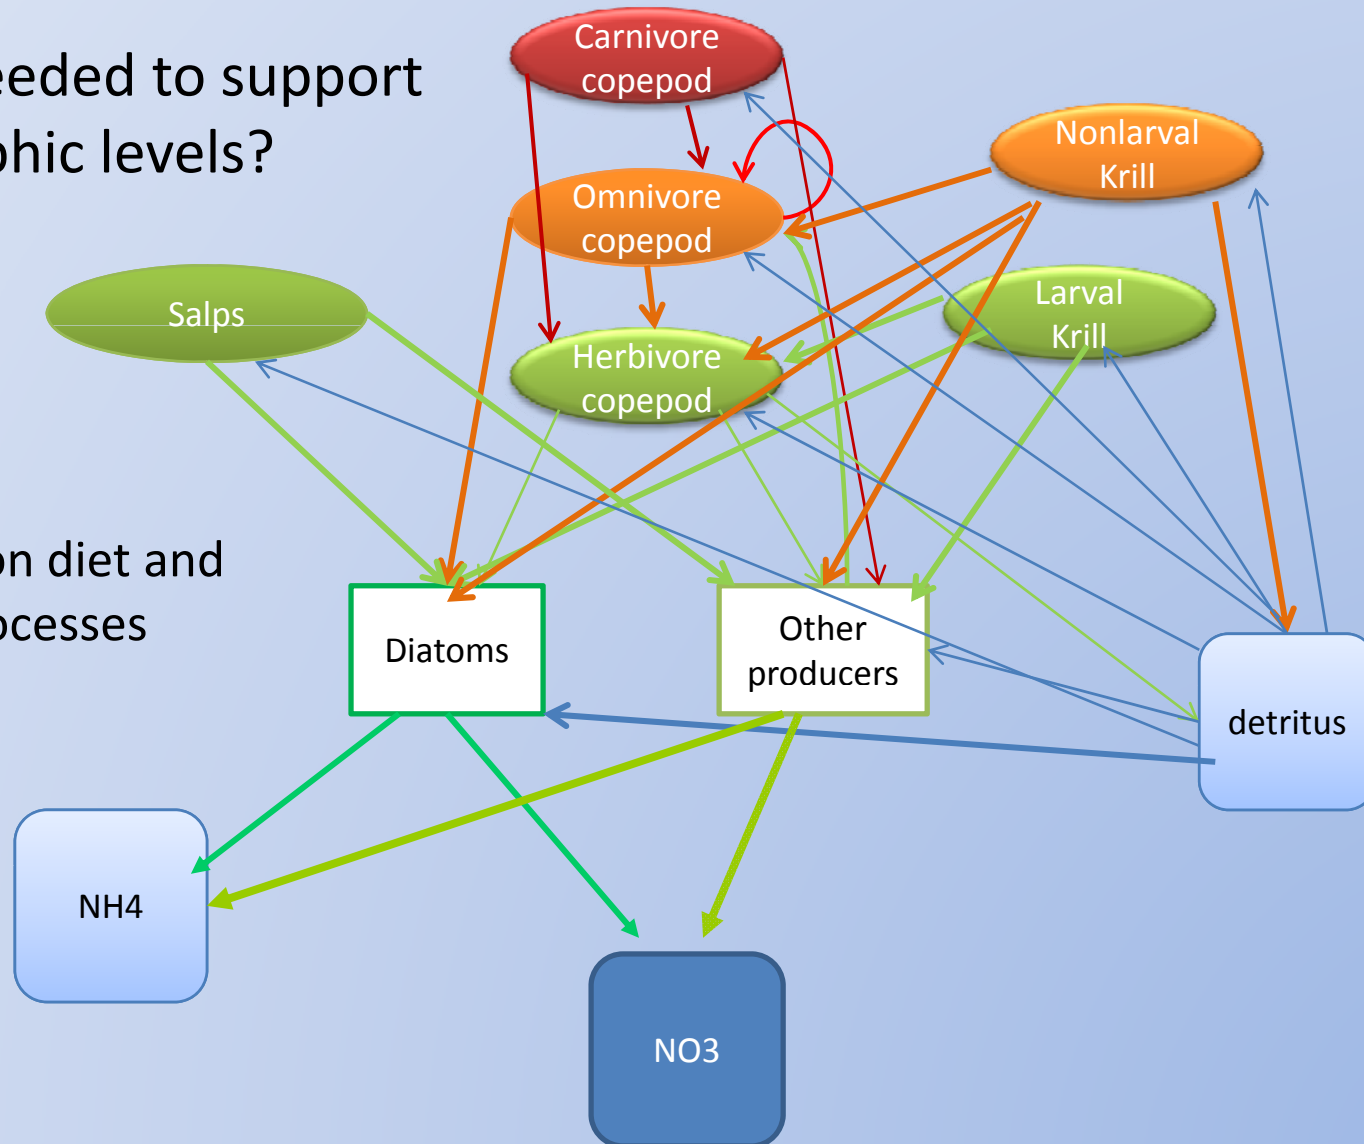 eeded to support
phic levels?
Carnivore
copepod
Nonlarval
Krill
Omnivore
copepod
Salps
Larval
Krill
Herbivore
copepod
on diet and
ocesses
Diatoms
Other
producers
detritus
NH4
NO3